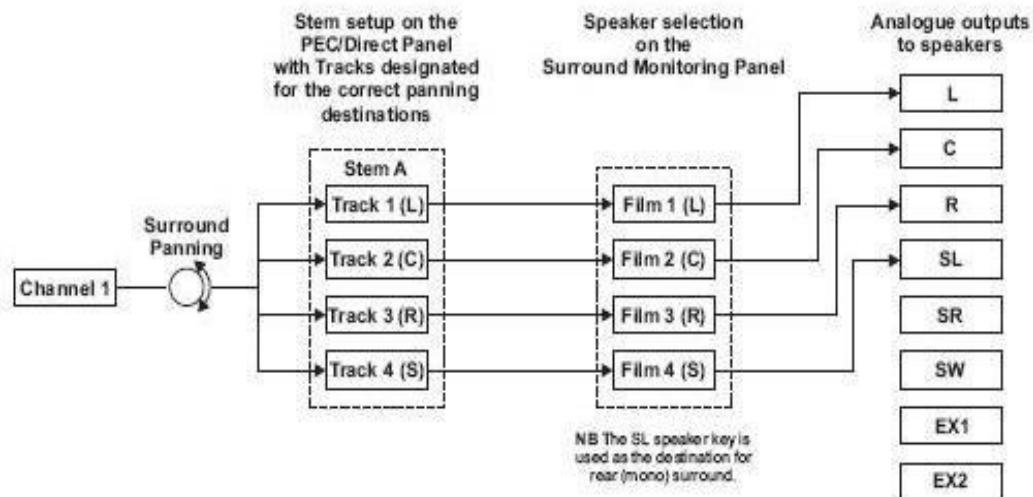 Stem setup on the
PEC/Direct Panel
with Tracks designated
for the correct panning
destinations
Speaker selection
on the
Surround Monitoring Panel
Analogue outputs
to speakers
Stem A
Surround
Panning
Channel 1
Track 1 (L)
Track 2 (C)
Track 3 (R)
Track 4 (S)
Film 1 (L)
Film 2 (C)
Film 3 (R)
Film 4 (S)
NB The SL speaker key is
used as the destination for
rear (mono) surround.
L
C
R
SL
SR
SW
EX1
EX2